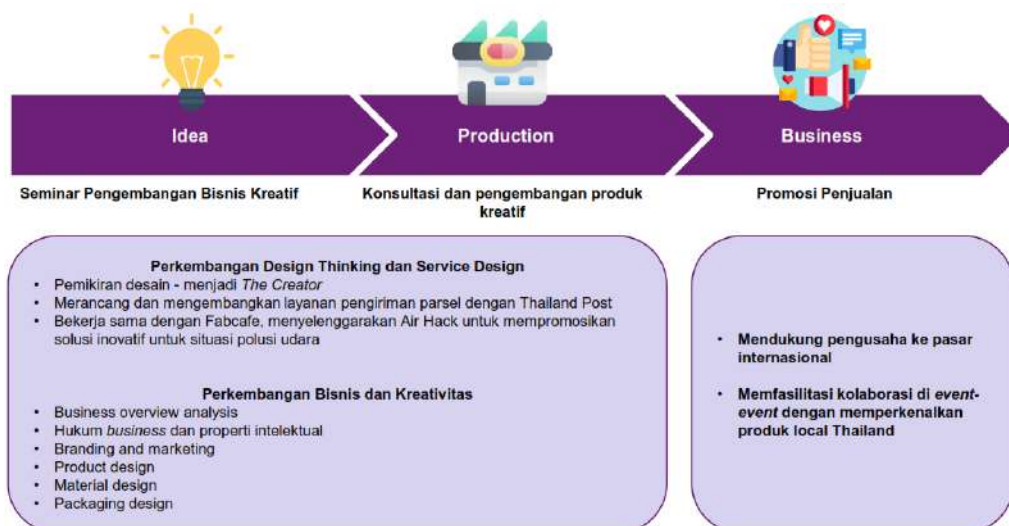 Idea
Production
Business
Seminar Pengembangan Bisnis Kreatif
Konsultasi dan pengembangan produk
kreatif
Promosi Penjualan
Perkembangan Design Thinking dan Service Design
• Pemikiran desain - menjadi The Creator
• Merancang dan mengembangkan layanan pengiriman parsel dengan Thailand Post
• Bekerja sama dengan Fabcafe, menyelenggarakan Air Hack untuk mempromosikan
solusi inovatif untuk situasi polusi udara
Perkembangan Bisnis dan Kreativitas
• Business overview analysis
• Hukum business dan properti intelektual
• Branding and marketing
• Product design
• Material design
• Packaging design
• Mendukung pengusaha ke pasar
internasional
• Memfasilitasi kolaborasi di event-
event dengan memperkenalkan
produk local Thailand